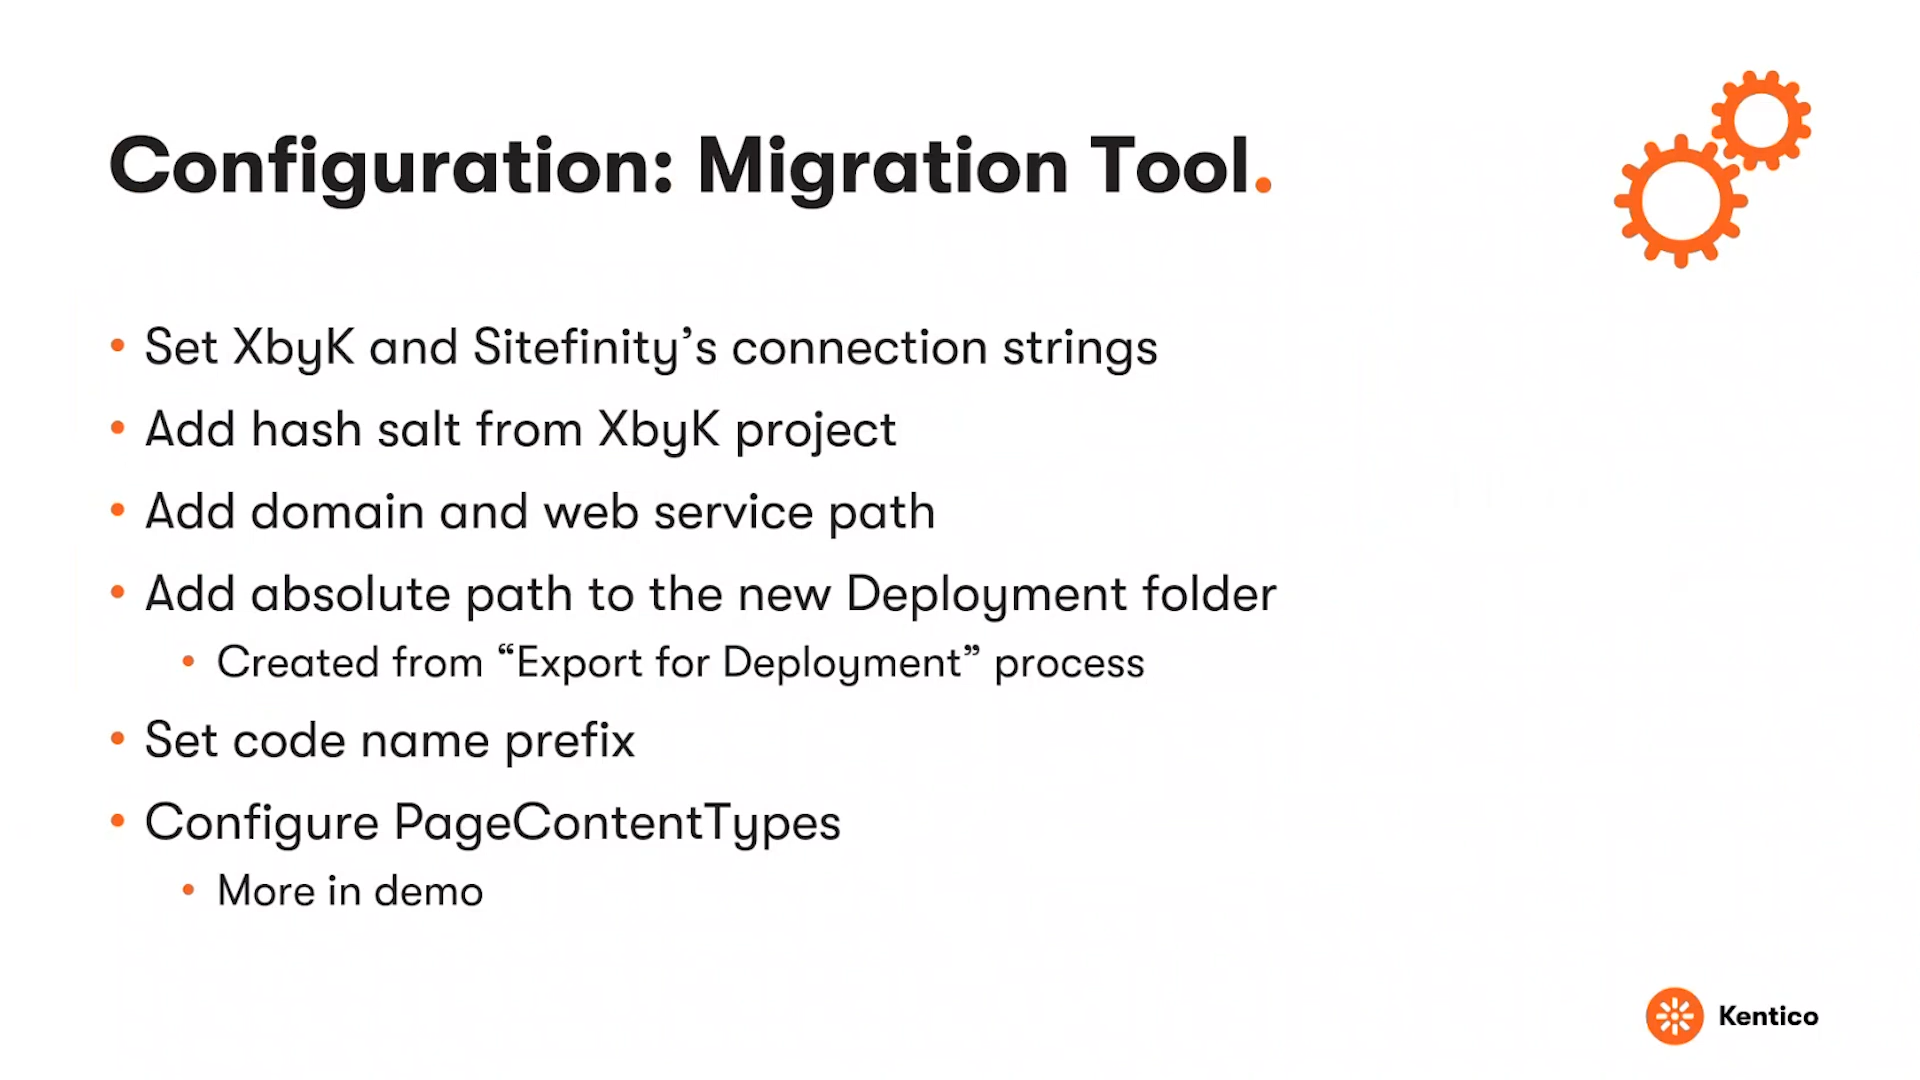 Configuration: Migration Tool.
• Set XbyK and Sitefinity’s connection strings
• Add hash salt from XbyK project
• Add domain and web service path
• Add absolute path to the new Deployment folder
• Created from “Export for Deployment” process
• Set code name prefix
• Configure PageContentTypes
• More in demo
Kentico